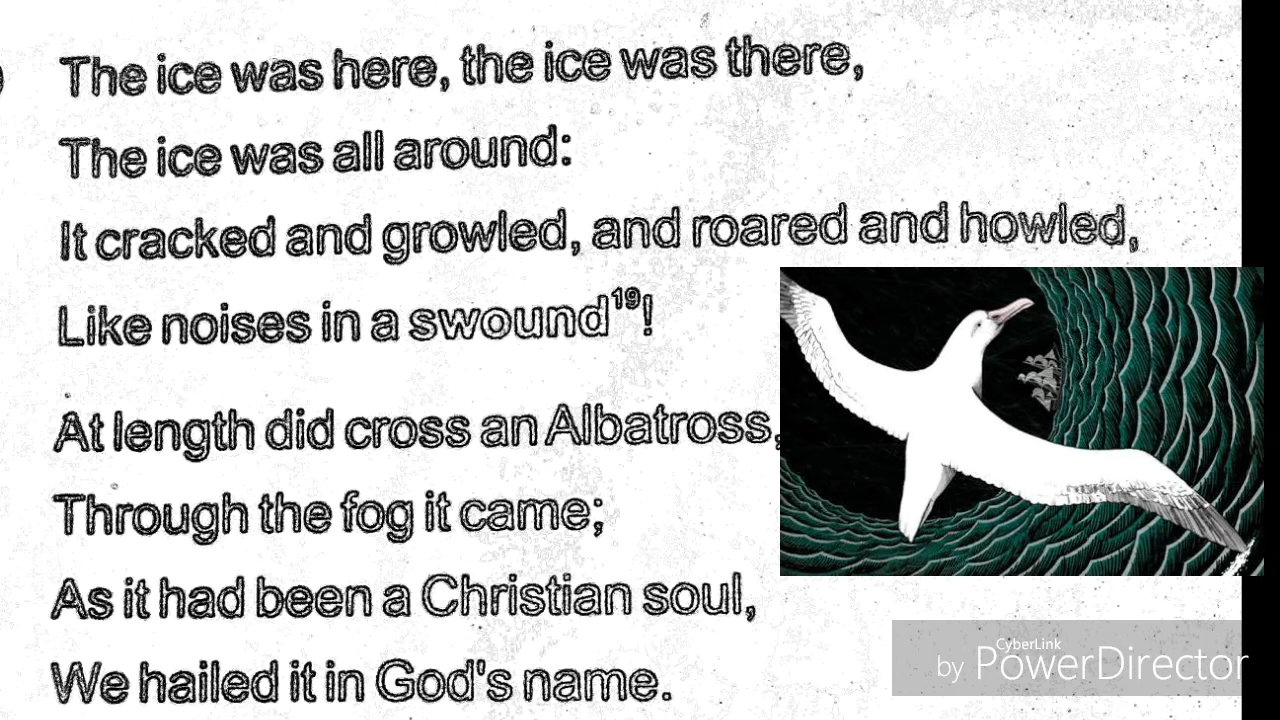 The ice was here, the ice was there,
The ice was all around:
It cracked and growled, and roared and howled,
Like noises in a swound19!
At length did cross an Albatross,
Through the fog it came;
As it had been a Christian soul,
We hailed it in God's name.
by CyberLink PowerDirector